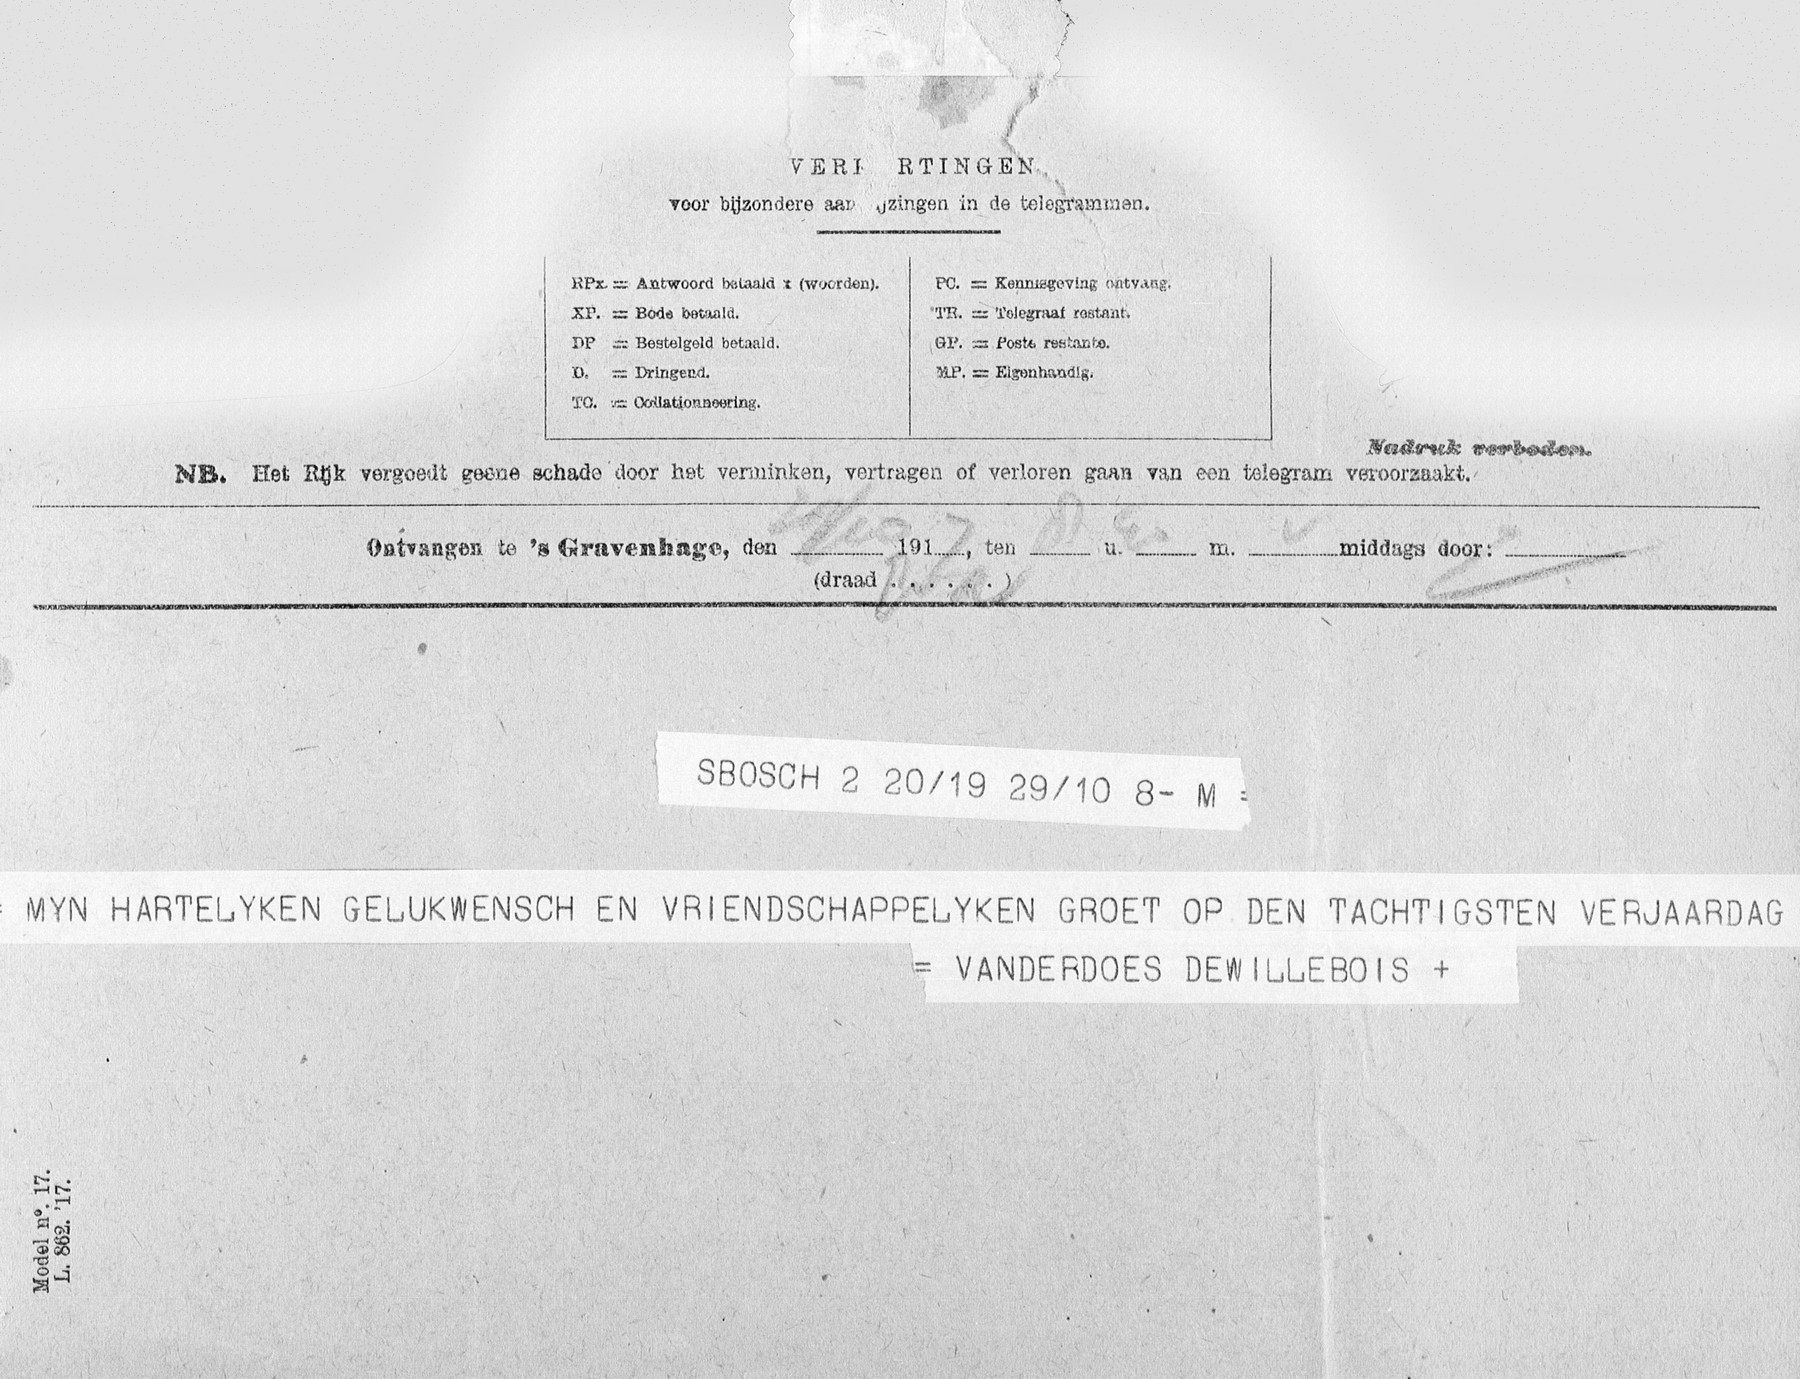 VERK RTINGEN
voor bijzondere aan jzingen in de telegrammen.
RPx. = Antwoord betaald x (woorden).
XP. = Bode betaald.
DP = Bestelgeld betaald.
D. = Dringend.
TC. = Collationneering.
PC. = Kennisgeving ontvang.
TR. = Telegraaf restant.
GP. = Poste restante.
MP. = Eigenhandig.
Nadruk verboden.
NB. Het Rijk vergoedt geene schade door het verminken, vertragen of verloren gaan van een telegram veroorzaakt.
Ontvangen te 's Gravenhage, den 191 , ten u. m. middags door:
(draad . . . . . . )
SBOSCH 2 20/19 29/10 8- M =
= MYN HARTELYKEN GELUKWENSCH EN VRIENDSCHAPPELYKEN GROET OP DEN TACHTIGSTEN VERJAARDAG
= VANDERDOES DEWILLEBOIS +
Model n°. 17.
L. 862. '17.